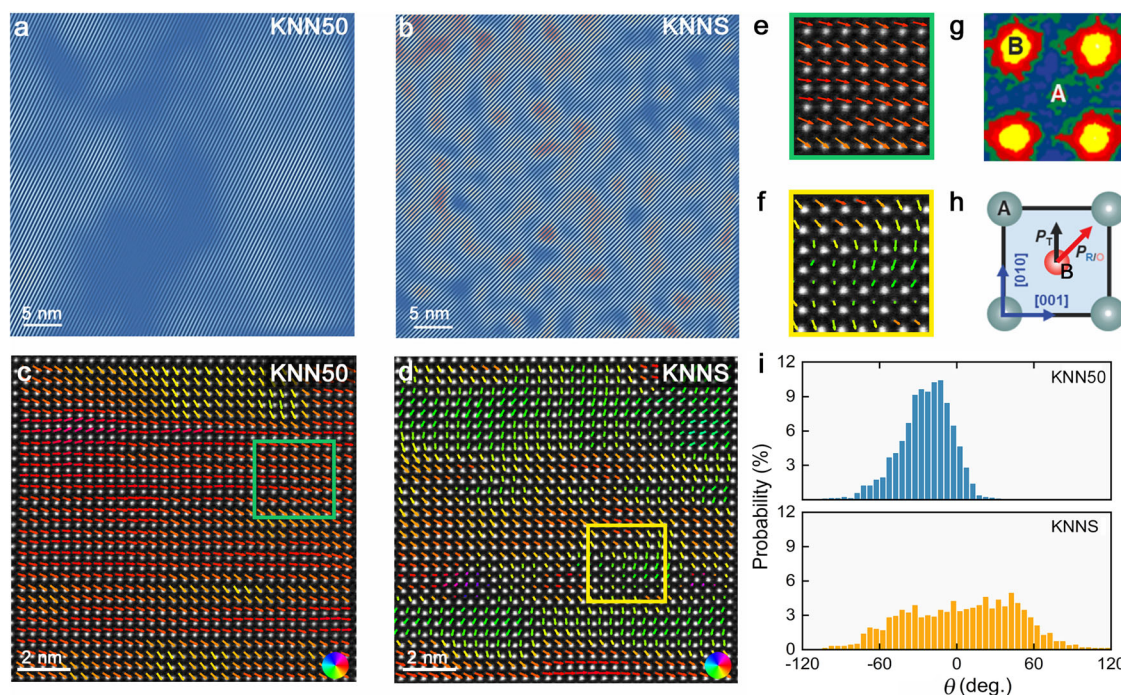 a KNN50
5 nm
b KNNS
5 nm
e
g
B
A
f
h
A
P_T
P_R/O
B
[010]
[001]
c KNN50
2 nm
d KNNS
2 nm
i
KNN50
12
9
6
3
KNNS
12
9
6
3
0
Probability (%)
-120 -60 0 60 120
θ (deg.)